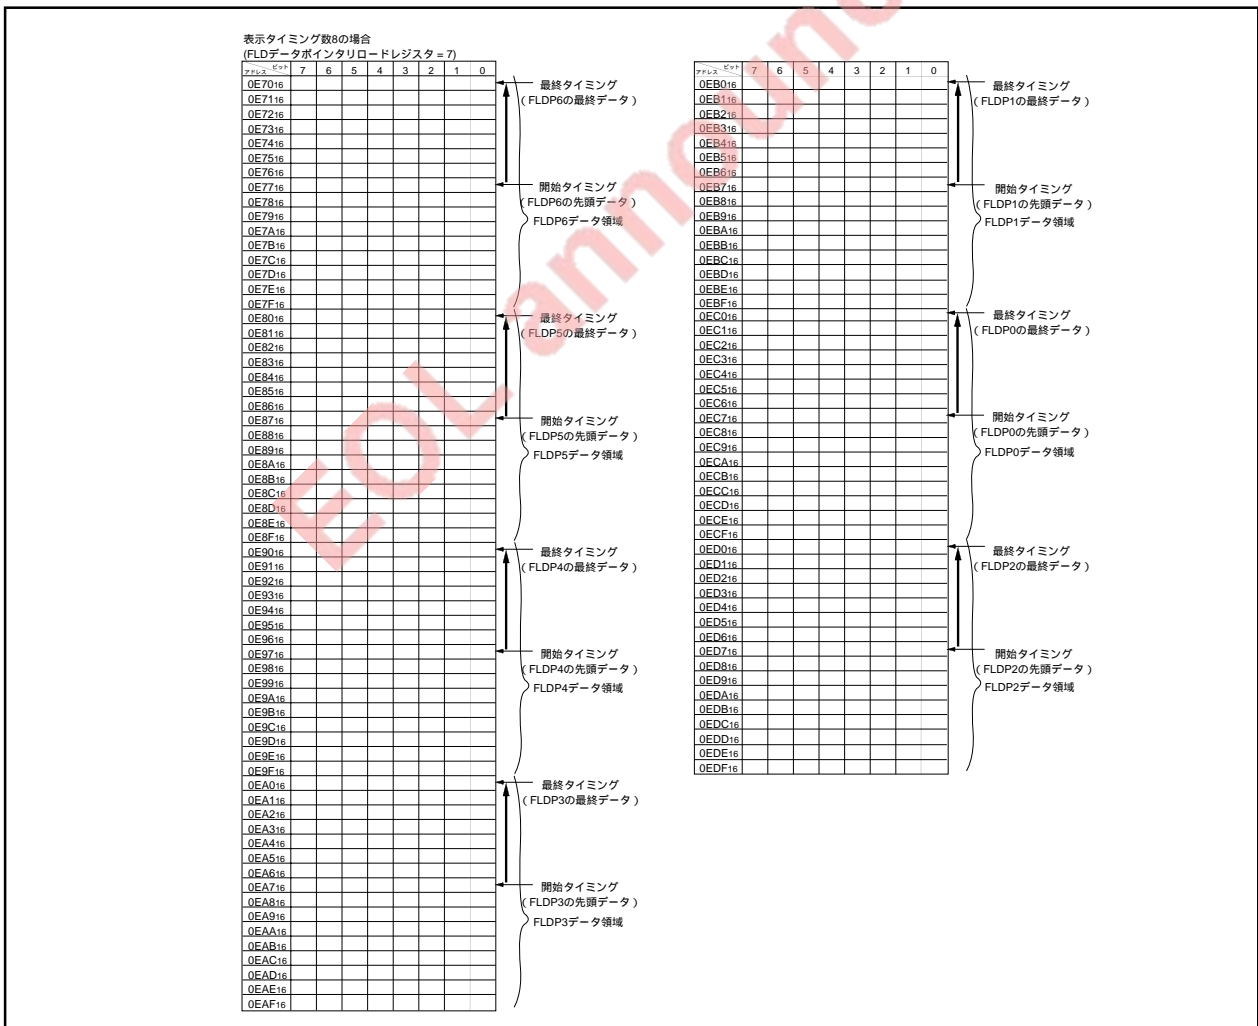 表示タイミング数8の場合
(FLDデータポインタリロードレジスタ = 7)
アドレス ビット 7 6 5 4 3 2 1 0
0E7016
0E7116
0E7216
0E7316
0E7416
0E7516
0E7616
0E7716
0E7816
0E7916
0E7A16
0E7B16
0E7C16
0E7D16
0E7E16
0E7F16
0E8016
0E8116
0E8216
0E8316
0E8416
0E8516
0E8616
0E8716
0E8816
0E8916
0E8A16
0E8B16
0E8C16
0E8D16
0E8E16
0E8F16
0E9016
0E9116
0E9216
0E9316
0E9416
0E9516
0E9616
0E9716
0E9816
0E9916
0E9A16
0E9B16
0E9C16
0E9D16
0E9E16
0E9F16
0EA016
0EA116
0EA216
0EA316
0EA416
0EA516
0EA616
0EA716
0EA816
0EA916
0EAA16
0EAB16
0EAC16
0EAD16
0EAE16
0EAF16
最終タイミング
(FLDP6の最終データ)
開始タイミング
(FLDP6の先頭データ)
FLDP6データ領域
最終タイミング
(FLDP5の最終データ)
開始タイミング
(FLDP5の先頭データ)
FLDP5データ領域
最終タイミング
(FLDP4の最終データ)
開始タイミング
(FLDP4の先頭データ)
FLDP4データ領域
最終タイミング
(FLDP3の最終データ)
開始タイミング
(FLDP3の先頭データ)
FLDP3データ領域
アドレス ビット 7 6 5 4 3 2 1 0
0EB016
0EB116
0EB216
0EB316
0EB416
0EB516
0EB616
0EB716
0EB816
0EB916
0EBA16
0EBB16
0EBC16
0EBD16
0EBE16
0EBF16
0EC016
0EC116
0EC216
0EC316
0EC416
0EC516
0EC616
0EC716
0EC816
0EC916
0ECA16
0ECB16
0ECC16
0ECD16
0ECE16
0ECF16
0ED016
0ED116
0ED216
0ED316
0ED416
0ED516
0ED616
0ED716
0ED816
0ED916
0EDA16
0EDB16
0EDC16
0EDD16
0EDE16
0EDF16
最終タイミング
(FLDP1の最終データ)
開始タイミング
(FLDP1の先頭データ)
FLDP1データ領域
最終タイミング
(FLDP0の最終データ)
開始タイミング
(FLDP0の先頭データ)
FLDP0データ領域
最終タイミング
(FLDP2の最終データ)
開始タイミング
(FLDP2の先頭データ)
FLDP2データ領域
EOL announc